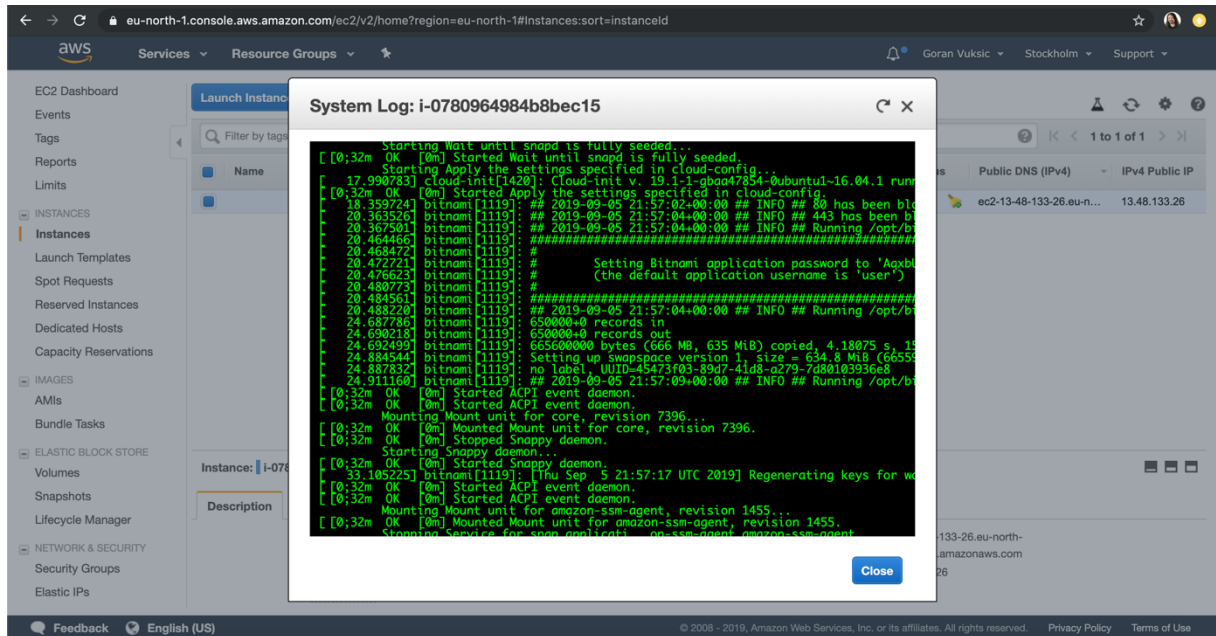 eu-north-1.console.aws.amazon.com/ec2/v2/home?region=eu-north-1#Instances:sort=instanceId
aws Services Resource Groups Goran Vuksic Stockholm Support
EC2 Dashboard
Events
Tags
Reports
Limits
INSTANCES
Instances
Launch Templates
Spot Requests
Reserved Instances
Dedicated Hosts
Capacity Reservations
IMAGES
AMIs
Bundle Tasks
ELASTIC BLOCK STORE
Volumes
Snapshots
Lifecycle Manager
NETWORK & SECURITY
Security Groups
Elastic IPs
Launch Instanc
Filter by tags
1 to 1 of 1
Name
us Public DNS (IPv4) IPv4 Public IP
ec2-13-48-133-26.eu-n... 13.48.133.26
Instance: i-078
Description
-133-26.eu-north-
.amazonaws.com
26
System Log: i-0780964984b8bec15
Starting Wait until snapd is fully seeded...
[ [0;32m OK [0m] Started Wait until snapd is fully seeded.
Starting Apply the settings specified in cloud-config...
[ 17.990783] cloud-init[1420]: Cloud-init v. 19.1-1-gbaa47854-0ubuntu1~16.04.1 runn
[ [0;32m OK [0m] Started Apply the settings specified in cloud-config.
[ 18.359724] bitnami[1119]: ## 2019-09-05 21:57:02+00:00 ## INFO ## 80 has been blo
[ 20.363526] bitnami[1119]: ## 2019-09-05 21:57:04+00:00 ## INFO ## 443 has been b
[ 20.367501] bitnami[1119]: ## 2019-09-05 21:57:04+00:00 ## INFO ## Running /opt/bi
[ 20.464466] bitnami[1119]: ######################################################
[ 20.468472] bitnami[1119]: #
[ 20.472721] bitnami[1119]: # Setting Bitnami application password to 'Aqxb
[ 20.476623] bitnami[1119]: # (the default application username is 'user')
[ 20.480773] bitnami[1119]: #
[ 20.484561] bitnami[1119]: ######################################################
[ 20.488220] bitnami[1119]: ## 2019-09-05 21:57:04+00:00 ## INFO ## Running /opt/bi
[ 24.687786] bitnami[1119]: 650000+0 records in
[ 24.690218] bitnami[1119]: 650000+0 records out
[ 24.692499] bitnami[1119]: 665600000 bytes (666 MB, 635 MiB) copied, 4.18075 s, 15
[ 24.884544] bitnami[1119]: Setting up swapspace version 1, size = 634.8 MiB (66559
[ 24.887832] bitnami[1119]: no label, UUID=45473f03-89d7-41d8-a279-7d80103936e8
[ 24.911160] bitnami[1119]: ## 2019-09-05 21:57:09+00:00 ## INFO ## Running /opt/bi
[ [0;32m OK [0m] Started ACPI event daemon.
[ [0;32m OK [0m] Started ACPI event daemon.
Mounting Mount unit for core, revision 7396...
[ [0;32m OK [0m] Mounted Mount unit for core, revision 7396.
[ [0;32m OK [0m] Stopped Snappy daemon.
Starting Snappy daemon...
[ [0;32m OK [0m] Started Snappy daemon.
[ 33.105225] bitnami[1119]: [Thu Sep 5 21:57:17 UTC 2019] Regenerating keys for wo
[ [0;32m OK [0m] Started ACPI event daemon.
[ [0;32m OK [0m] Started ACPI event daemon.
Mounting Mount unit for amazon-ssm-agent, revision 1455...
[ [0;32m OK [0m] Mounted Mount unit for amazon-ssm-agent, revision 1455.
Stopping Service for snap applicati...on-ssm-agent.amazon-ssm-agent
Close
Feedback English (US) © 2008 - 2019, Amazon Web Services, Inc. or its affiliates. All rights reserved. Privacy Policy Terms of Use